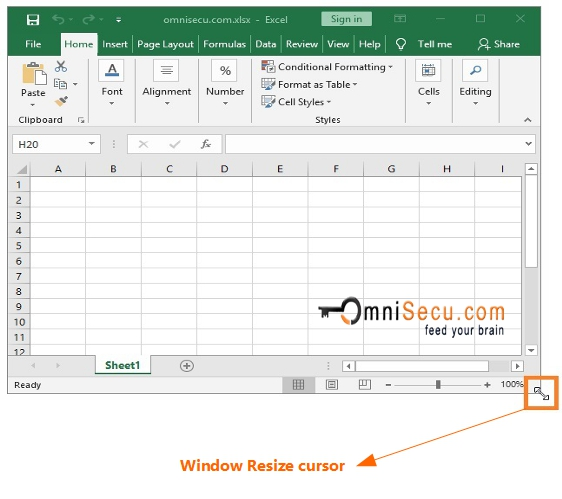 omnisecu.com.xlsx - Excel Sign in
File Home Insert Page Layout Formulas Data Review View Help Tell me Share
Paste Font Alignment Number Conditional Formatting Format as Table Cell Styles Cells Editing
Clipboard Styles
H20 fx
A B C D E F G H I
1
2
3
4
5
6
7
8
9
10
11
12
OmniSecu.com
feed your brain
Sheet1
Ready 100%
Window Resize cursor